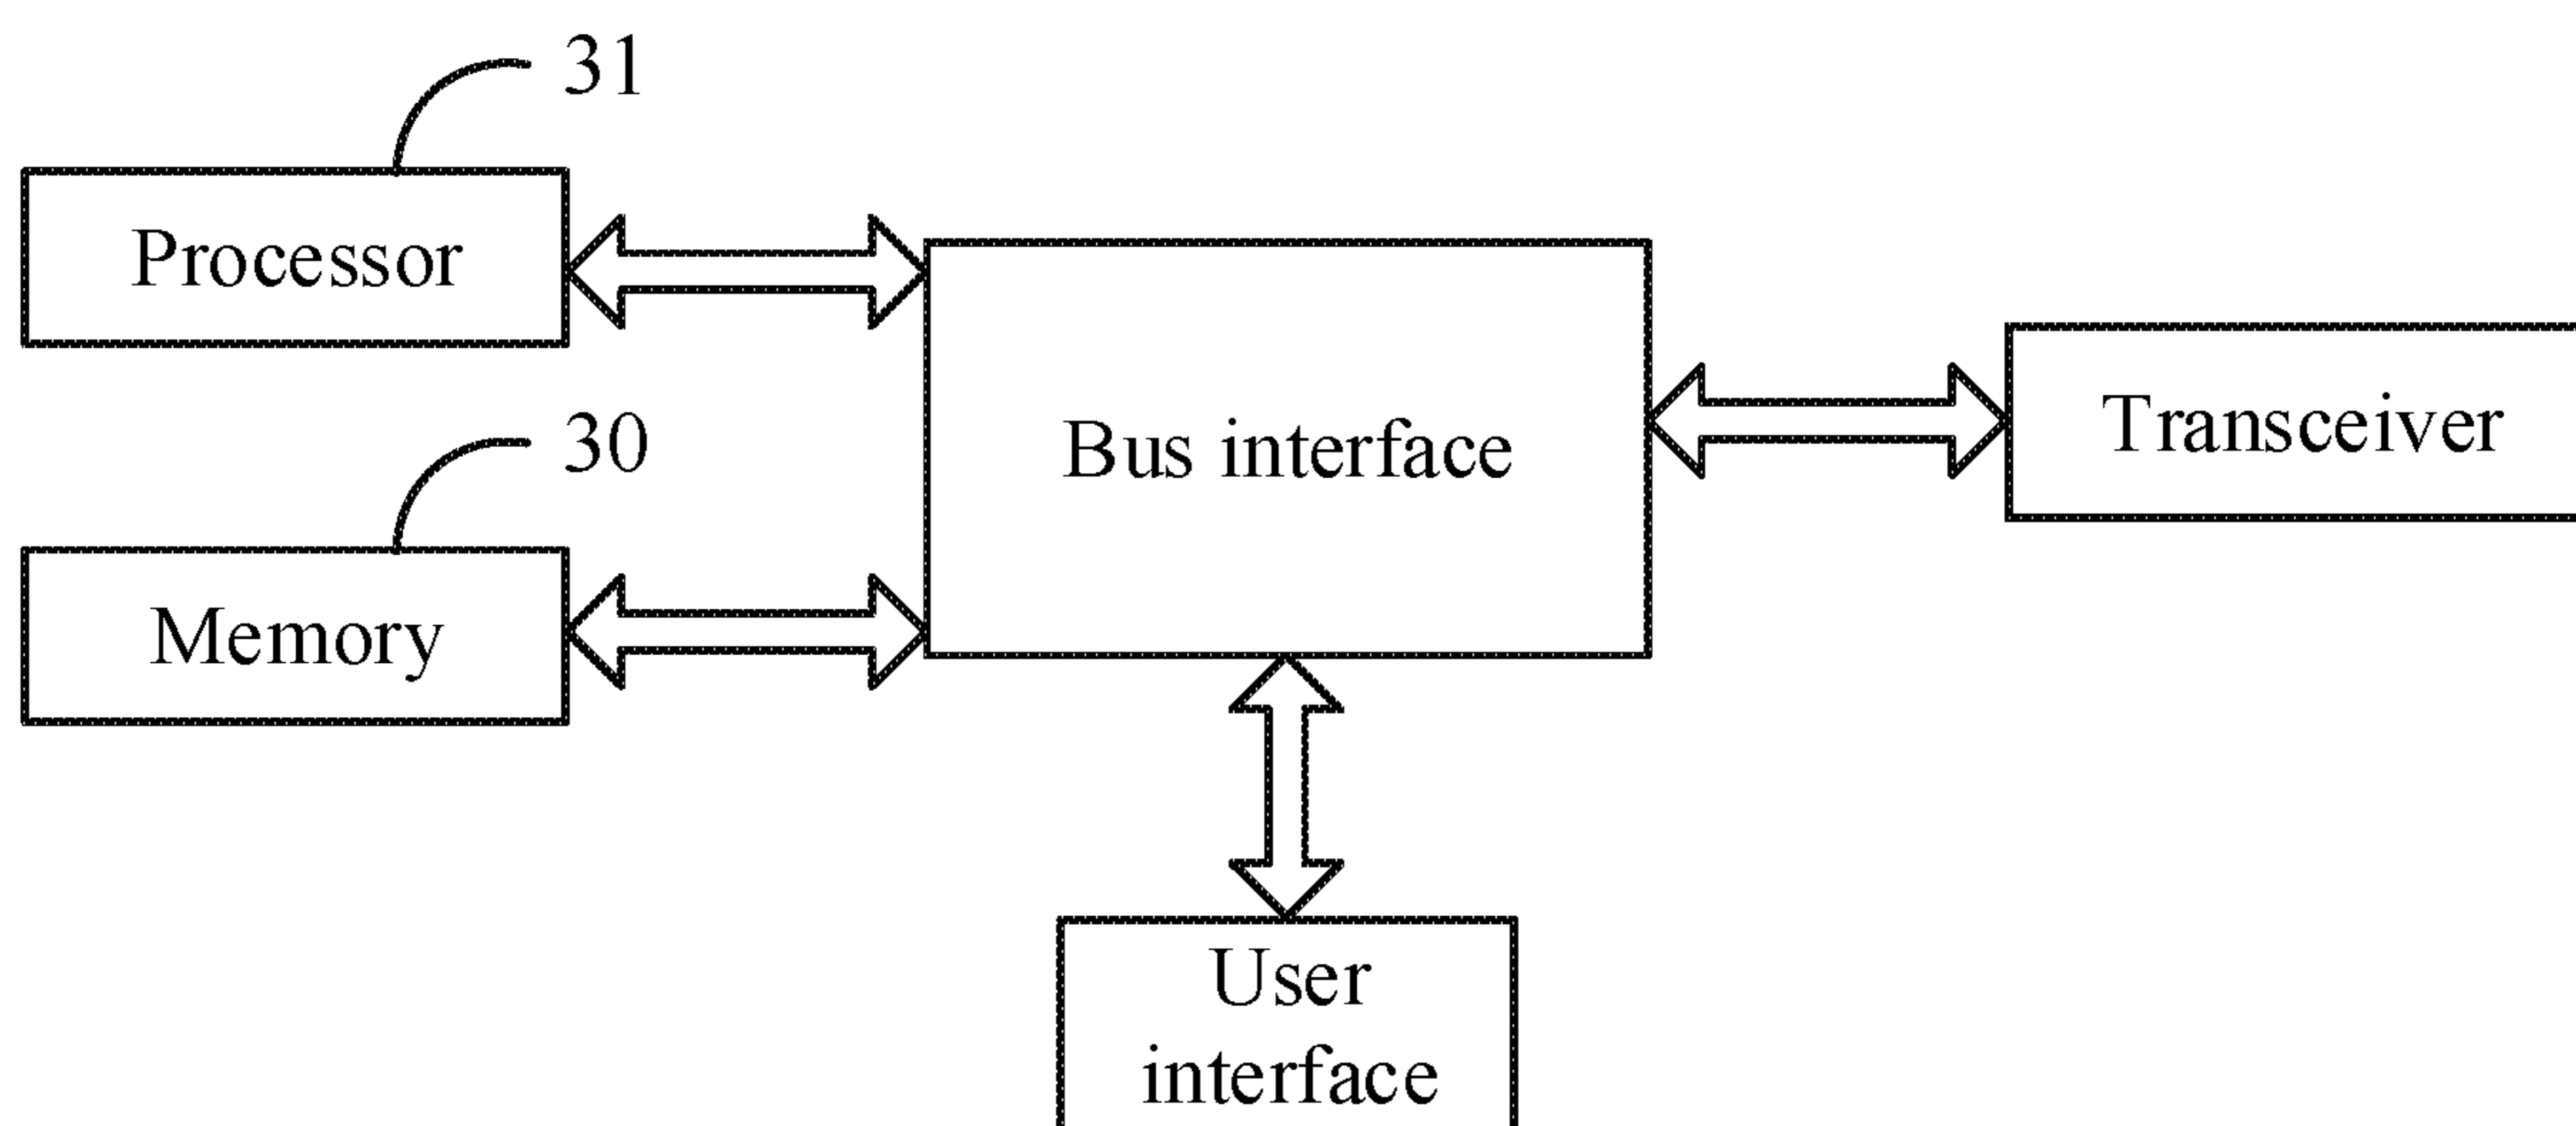 31
Processor
Bus interface
Transceiver
30
Memory
User
interface